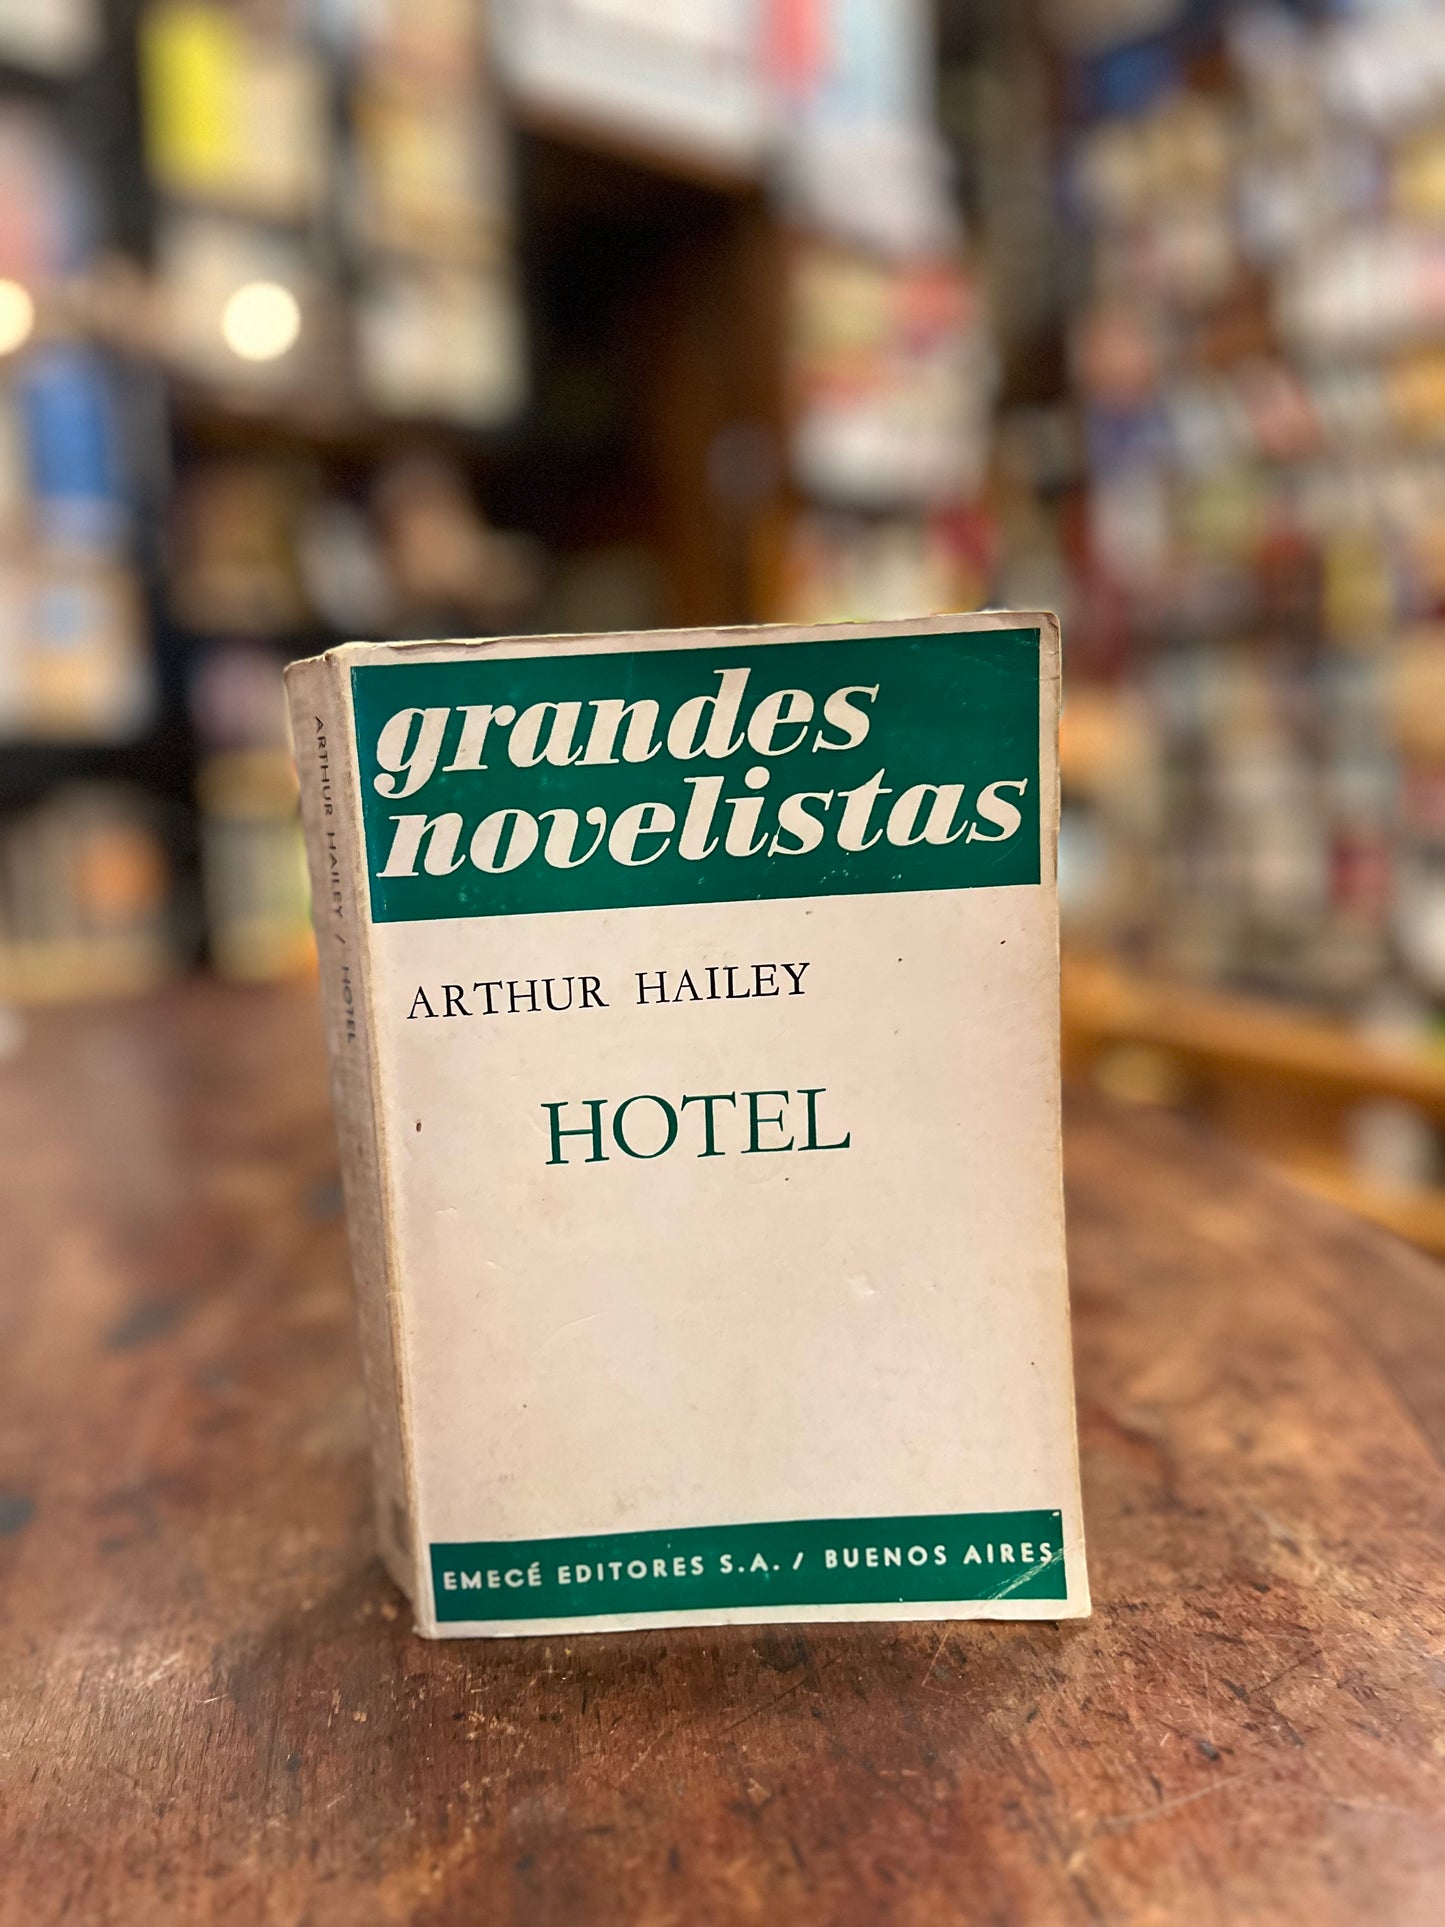 grandes
novelistas
ARTHUR HAILEY
HOTEL
EMECÉ EDITORES S.A. / BUENOS AIRES
ARTHUR HAILEY / HOTEL